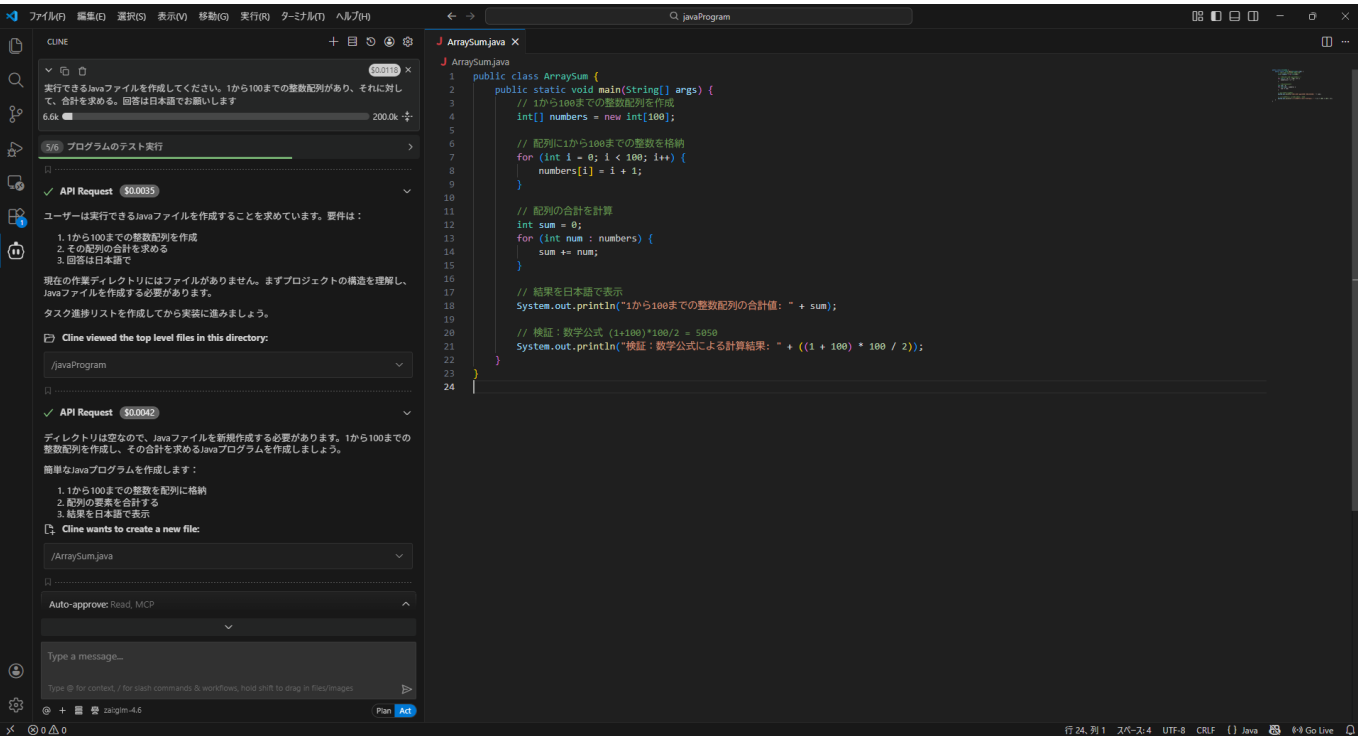 ファイル(F) 編集(E) 選択(S) 表示(V) 移動(G) 実行(R) ターミナル(T) ヘルプ(H)
javaProgram
CLINE
$0.0118
実行できるJavaファイルを作成してください。1から100までの整数配列があり、それに対し
て、合計を求める。回答は日本語でお願いします
6.6k 200.0k
5/6 プログラムのテスト実行
API Request $0.0035
ユーザーは実行できるJavaファイルを作成することを求めています。要件は：
1. 1から100までの整数配列を作成
2. その配列の合計を求める
3. 回答は日本語で
現在の作業ディレクトリにはファイルがありません。まずプロジェクトの構造を理解し、
Javaファイルを作成する必要があります。
タスク進捗リストを作成してから実装に進みましょう。
Cline viewed the top level files in this directory:
/javaProgram
API Request $0.0042
ディレクトリは空なので、Javaファイルを新規作成する必要があります。1から100までの
整数配列を作成し、その合計を求めるJavaプログラムを作成しましょう。
簡単なJavaプログラムを作成します：
1. 1から100までの整数を配列に格納
2. 配列の要素を合計する
3. 結果を日本語で表示
Cline wants to create a new file:
/ArraySum.java
Auto-approve: Read, MCP
Type a message...
Type @ for context, / for slash commands & workflows, hold shift to drag in files/images
@ + zai:glm-4.6 Plan Act
J ArraySum.java ×
J ArraySum.java
1 public class ArraySum {
2 public static void main(String[] args) {
3 // 1から100までの整数配列を作成
4 int[] numbers = new int[100];
5
6 // 配列に1から100までの整数を格納
7 for (int i = 0; i < 100; i++) {
8 numbers[i] = i + 1;
9 }
10
11 // 配列の合計を計算
12 int sum = 0;
13 for (int num : numbers) {
14 sum += num;
15 }
16
17 // 結果を日本語で表示
18 System.out.println("1から100までの整数配列の合計値: " + sum);
19
20 // 検証：数学公式 (1+100)*100/2 = 5050
21 System.out.println("検証：数学公式による計算結果: " + ((1 + 100) * 100 / 2));
22 }
23 }
24
1
0 0
行 24、列 1 スペース: 4 UTF-8 CRLF {} Java Go Live